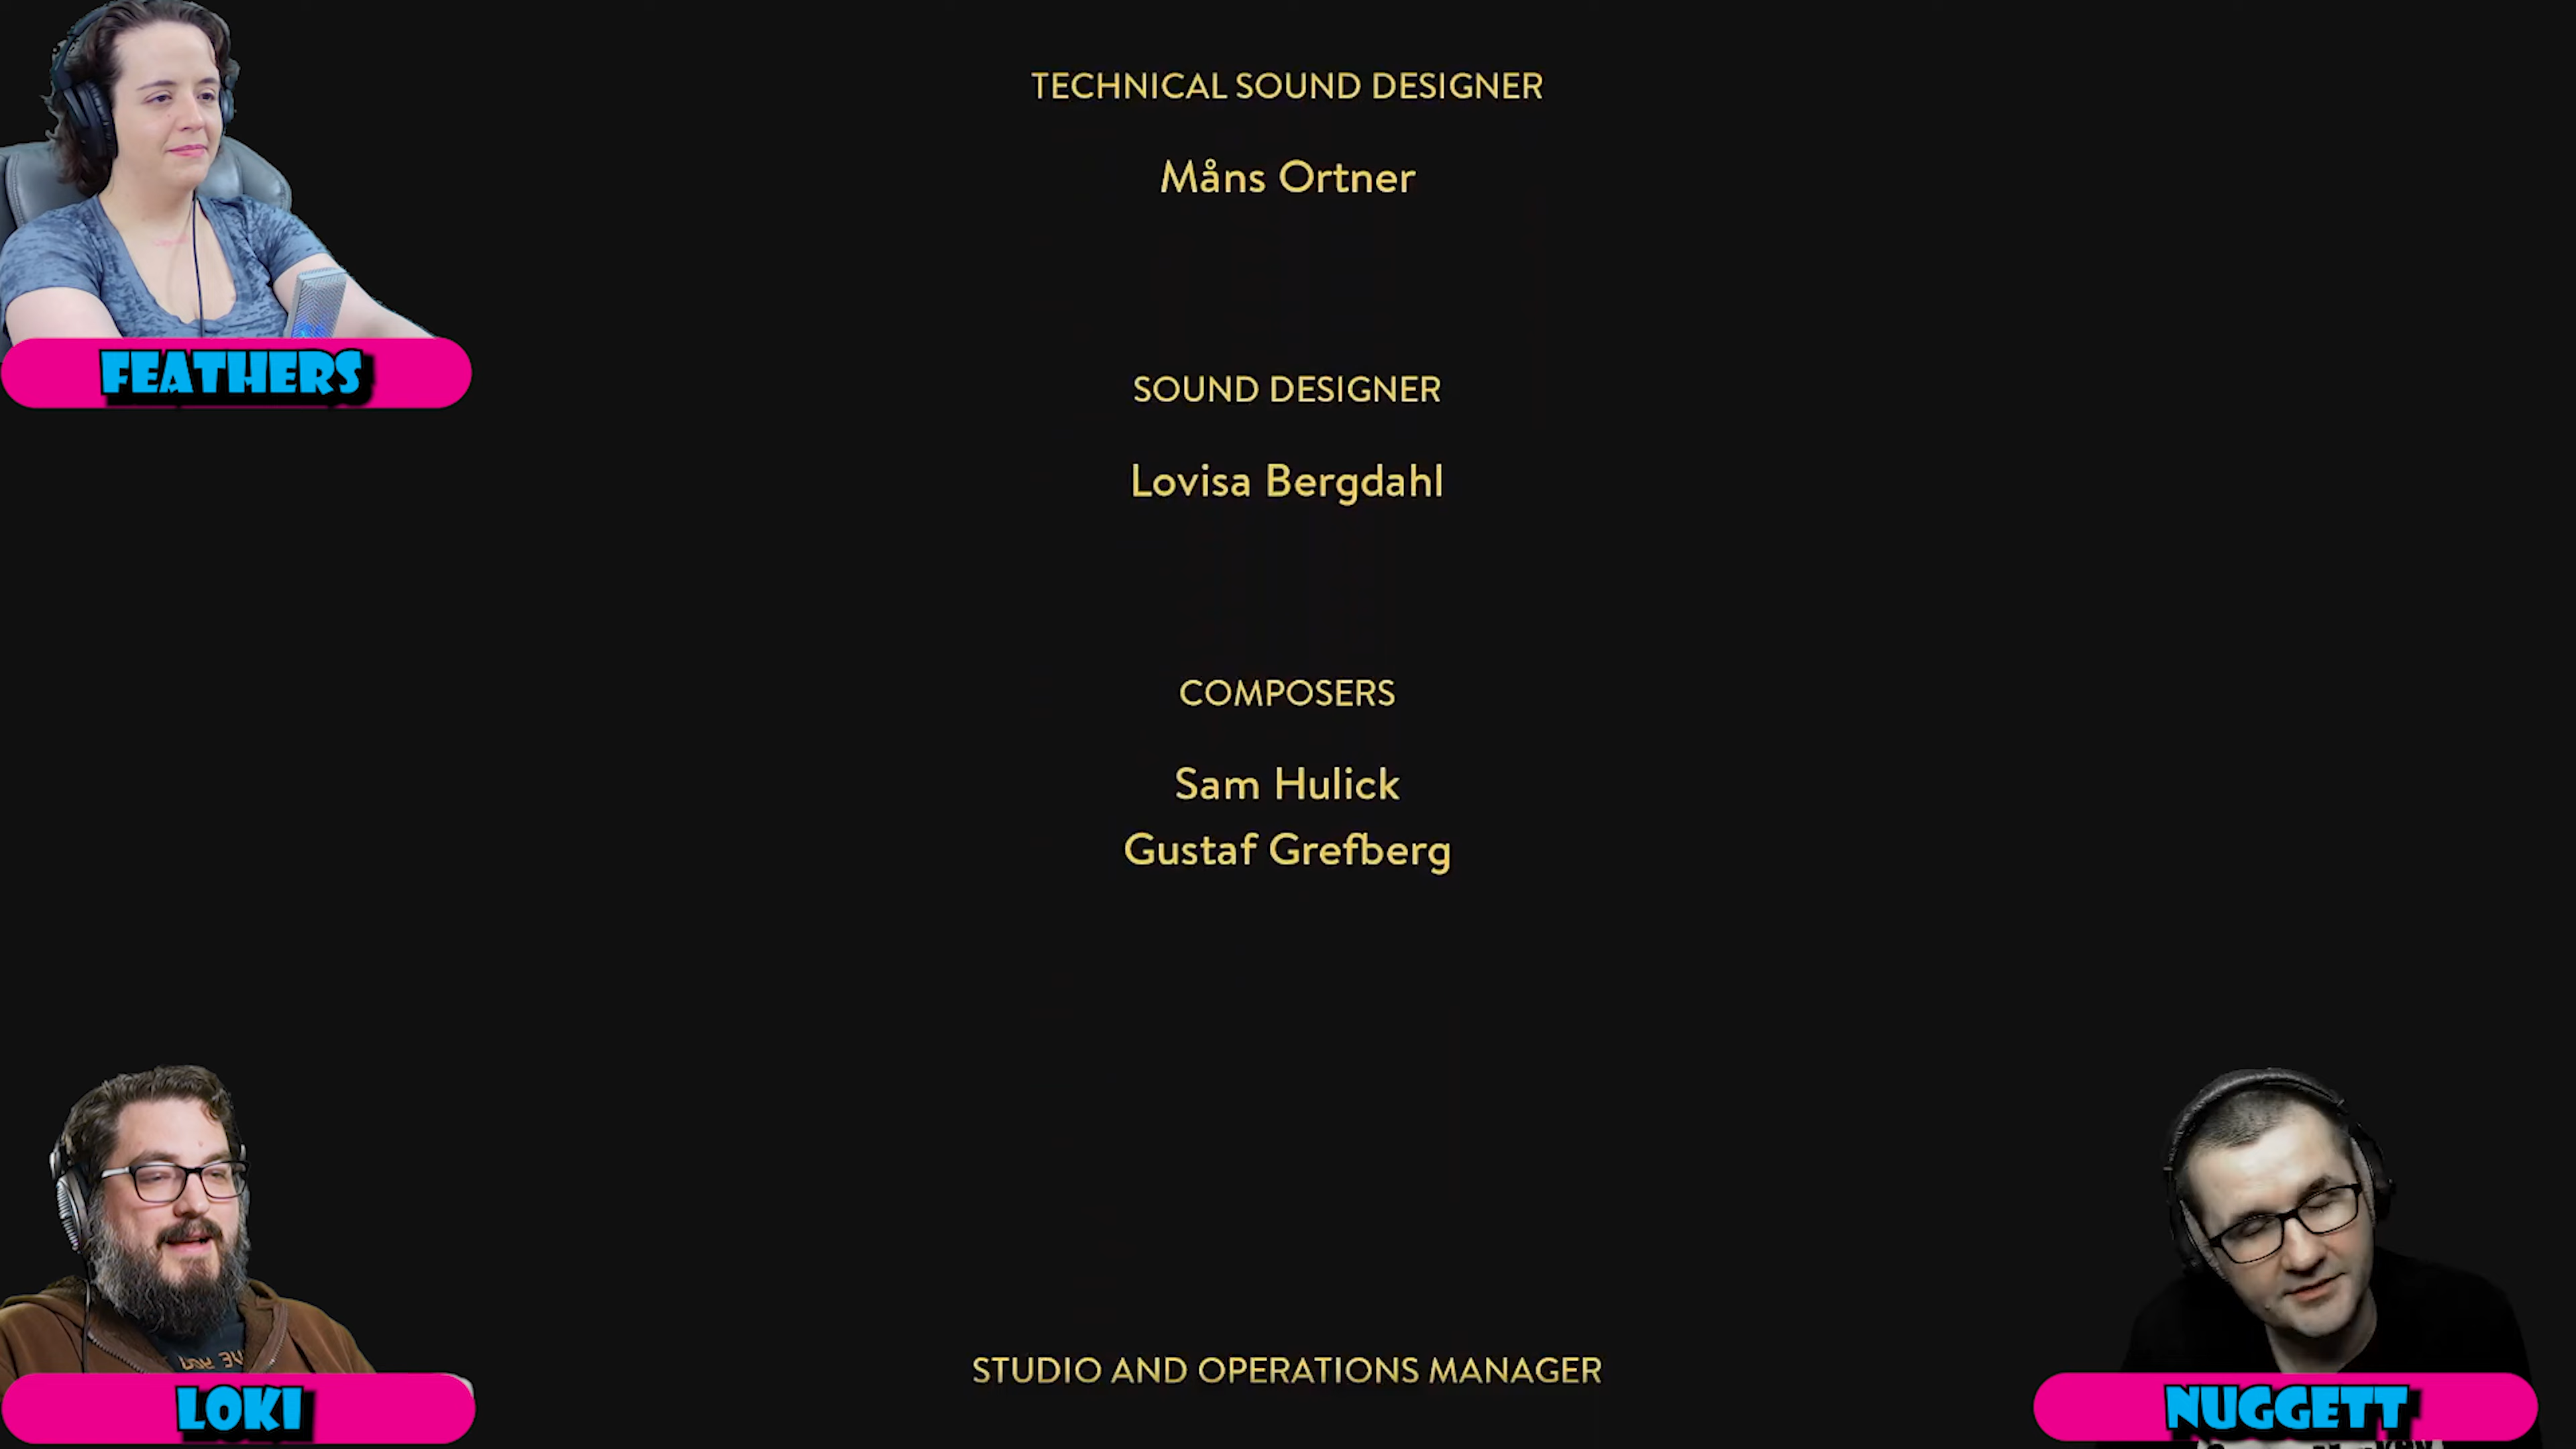 TECHNICAL SOUND DESIGNER
Måns Ortner
FEATHERS
SOUND DESIGNER
Lovisa Bergdahl
COMPOSERS
Sam Hulick
Gustaf Grefberg
STUDIO AND OPERATIONS MANAGER
LOKI
NUGGETT